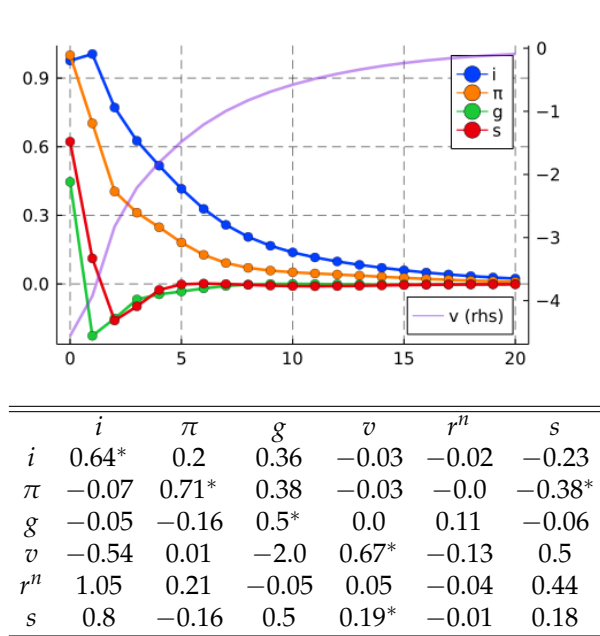 0.9
0.6
0.3
0.0
0
−1
−2
−3
−4
i
π
g
s
v (rhs)
0 5 10 15 20
i π g v r^n s
i 0.64* 0.2 0.36 −0.03 −0.02 −0.23
π −0.07 0.71* 0.38 −0.03 −0.0 −0.38*
g −0.05 −0.16 0.5* 0.0 0.11 −0.06
v −0.54 0.01 −2.0 0.67* −0.13 0.5
r^n 1.05 0.21 −0.05 0.05 −0.04 0.44
s 0.8 −0.16 0.5 0.19* −0.01 0.18